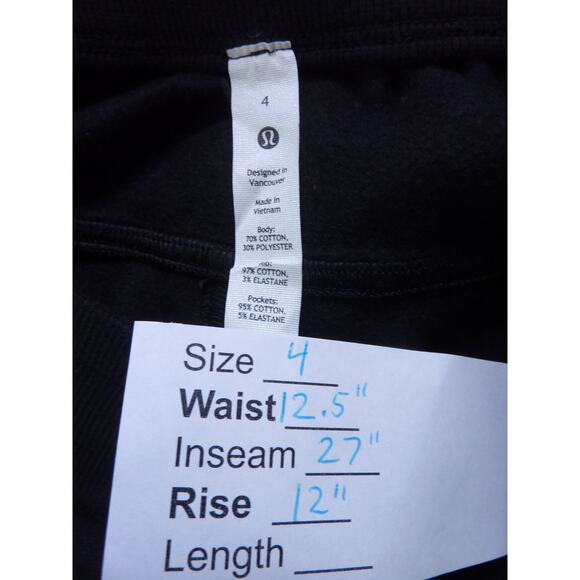 4
Designed in
Vancouver
Made in
Vietnam
Body:
70% COTTON,
30% POLYESTER
97% COTTON,
3% ELASTANE
Pockets:
95% COTTON,
5% ELASTANE
Size 4
Waist 12.5"
Inseam 27"
Rise 12"
Length